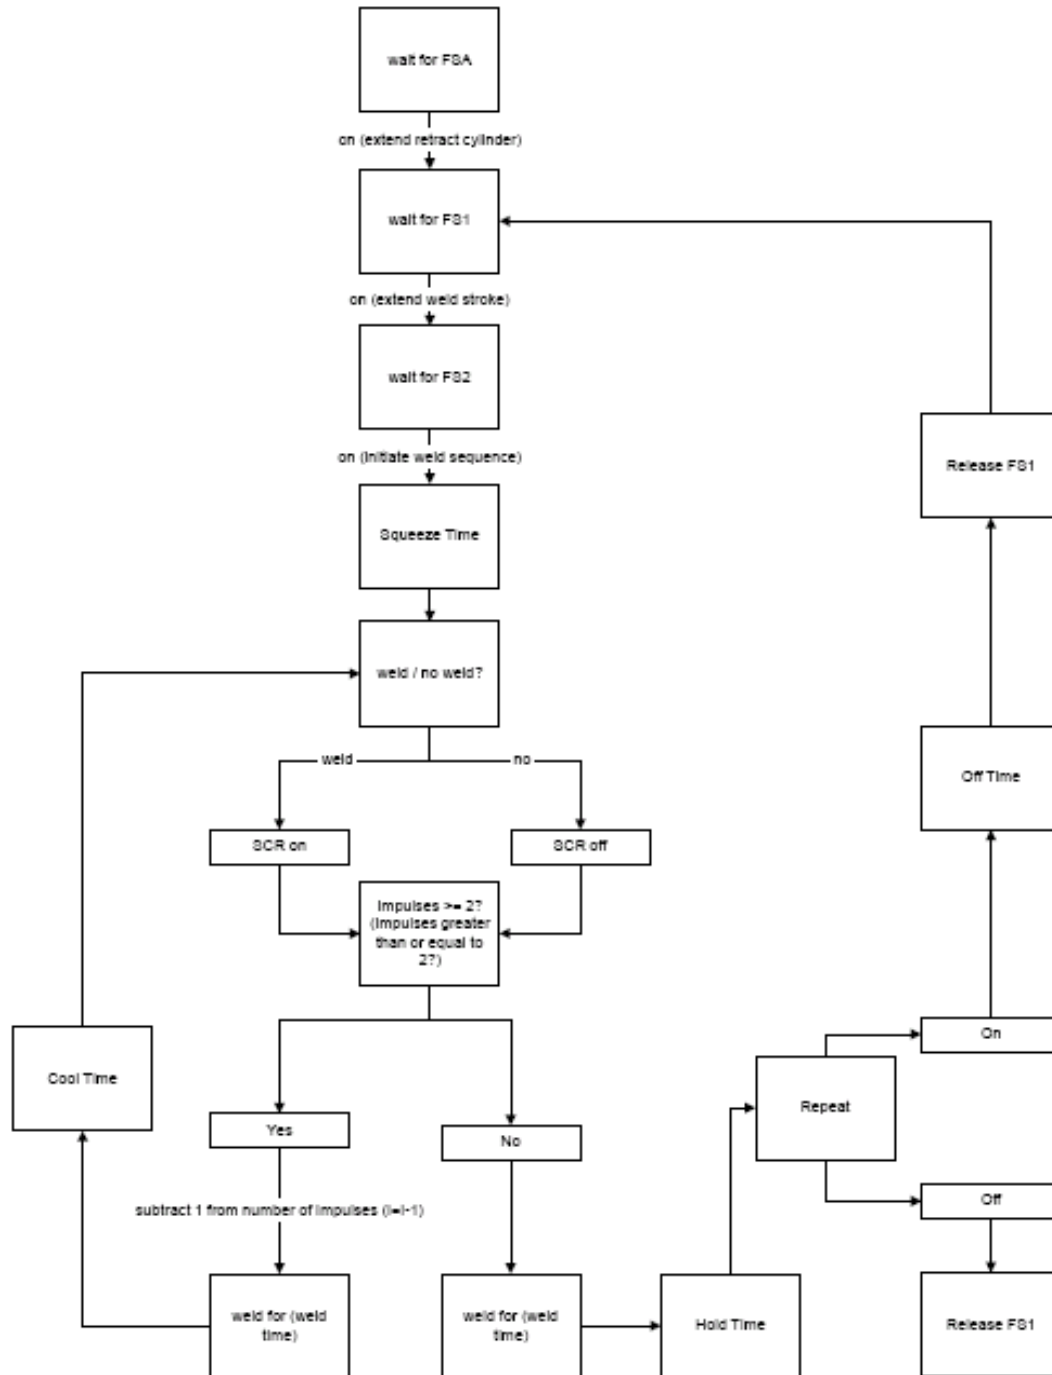 wait for FSA
on (extend retract cylinder)
wait for FS1
on (extend weld stroke)
wait for FS2
on (initiate weld sequence)
Squeeze Time
weld / no weld?
weld
no
SCR on
SCR off
Impulses >= 2?
(Impulses greater
than or equal to
2?)
Yes
No
subtract 1 from number of impulses (i=i-1)
weld for (weld
time)
weld for (weld
time)
Cool Time
Hold Time
Repeat
On
Off
Off Time
Release FS1
Release FS1